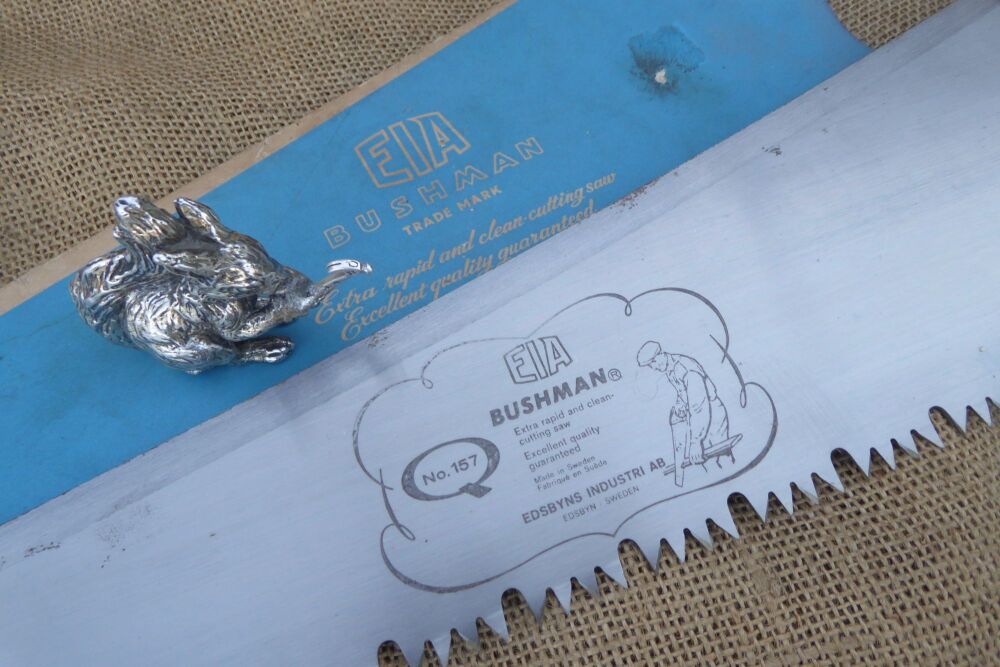 EIA
BUSHMAN
TRADE MARK
Extra rapid and clean-cutting saw
Excellent quality guaranteed
EIA
BUSHMAN®
Extra rapid and clean-
cutting saw
Excellent quality
guaranteed
Made in Sweden
Fabriqué en Suède
No. 157
EDSBYNS INDUSTRI AB
EDSBYN / SWEDEN